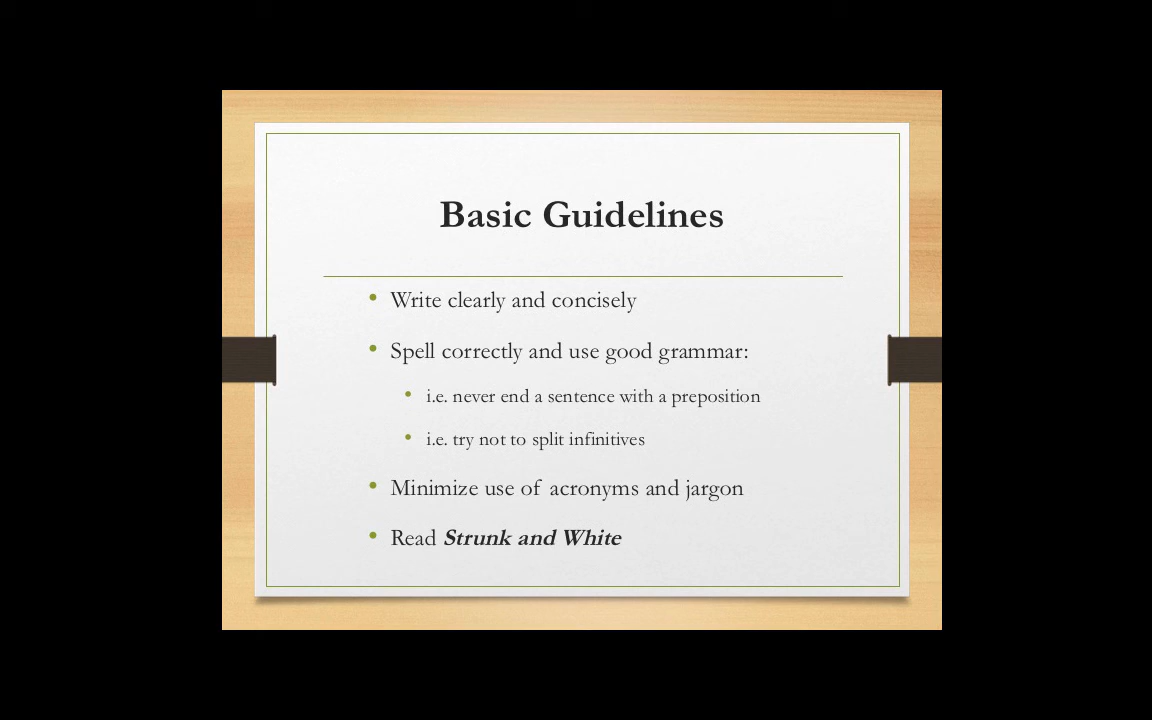 Basic Guidelines
• Write clearly and concisely
• Spell correctly and use good grammar:
• i.e. never end a sentence with a preposition
• i.e. try not to split infinitives
• Minimize use of acronyms and jargon
• Read Strunk and White